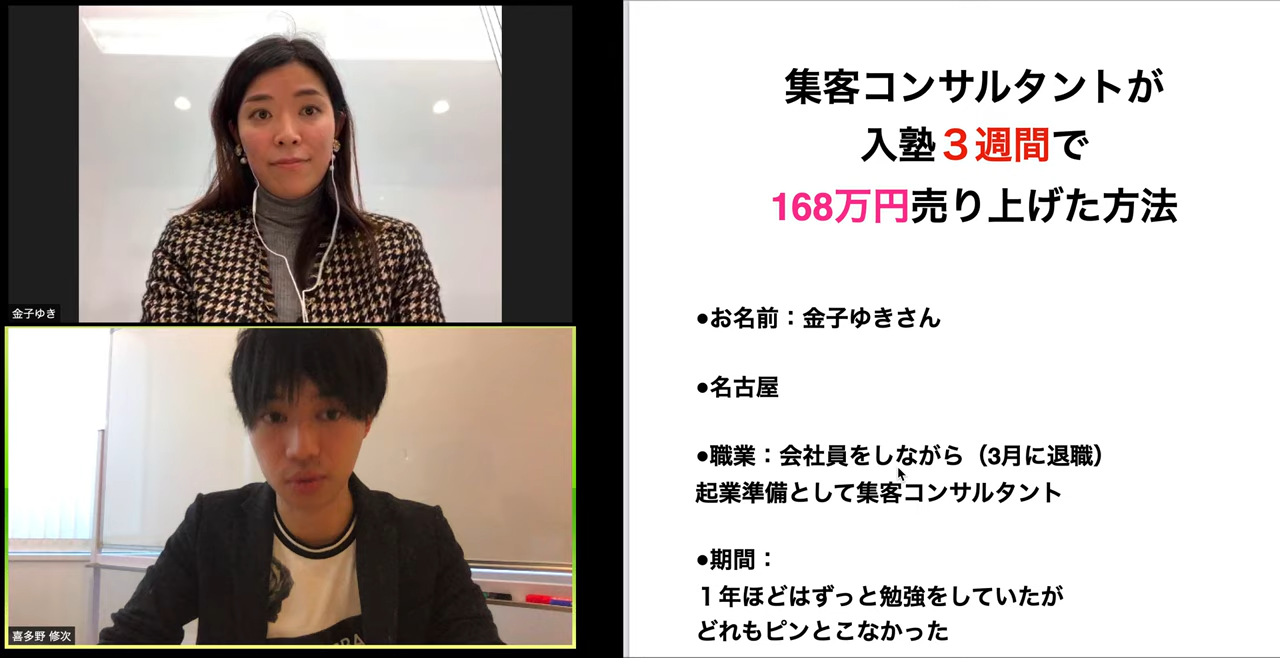 金子ゆき
喜多野 修次
集客コンサルタントが
入塾３週間で
168万円売り上げた方法
●お名前：金子ゆきさん
●名古屋
●職業：会社員をしながら（3月に退職）
起業準備として集客コンサルタント
●期間：
１年ほどはずっと勉強をしていたが
どれもピンとこなかった